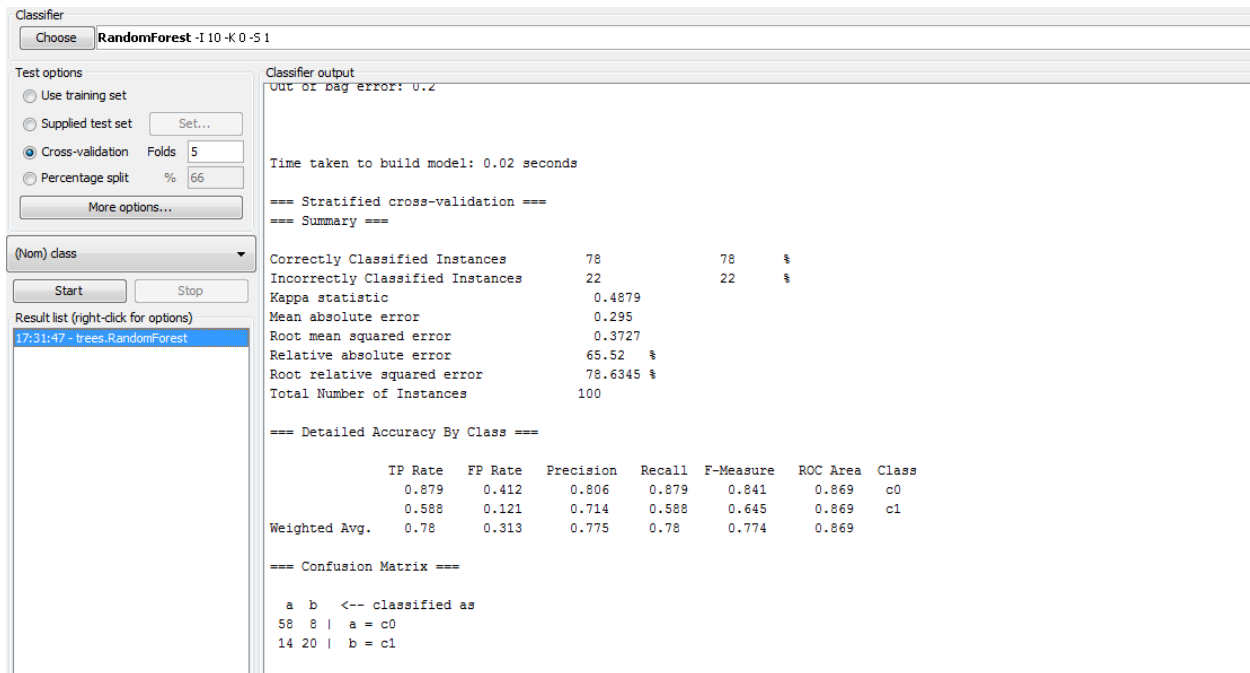 Classifier
Choose RandomForest -I 10 -K 0 -S 1
Test options
Use training set
Supplied test set Set...
Cross-validation Folds 5
Percentage split % 66
More options...
(Nom) class
Start Stop
Result list (right-click for options)
17:31:47 - trees.RandomForest
Classifier output
Out of bag error: 0.2
Time taken to build model: 0.02 seconds
=== Stratified cross-validation ===
=== Summary ===
Correctly Classified Instances 78 78 %
Incorrectly Classified Instances 22 22 %
Kappa statistic 0.4879
Mean absolute error 0.295
Root mean squared error 0.3727
Relative absolute error 65.52 %
Root relative squared error 78.6345 %
Total Number of Instances 100
=== Detailed Accuracy By Class ===
TP Rate FP Rate Precision Recall F-Measure ROC Area Class
0.879 0.412 0.806 0.879 0.841 0.869 c0
0.588 0.121 0.714 0.588 0.645 0.869 c1
Weighted Avg. 0.78 0.313 0.775 0.78 0.774 0.869
=== Confusion Matrix ===
a b <-- classified as
58 8 | a = c0
14 20 | b = c1